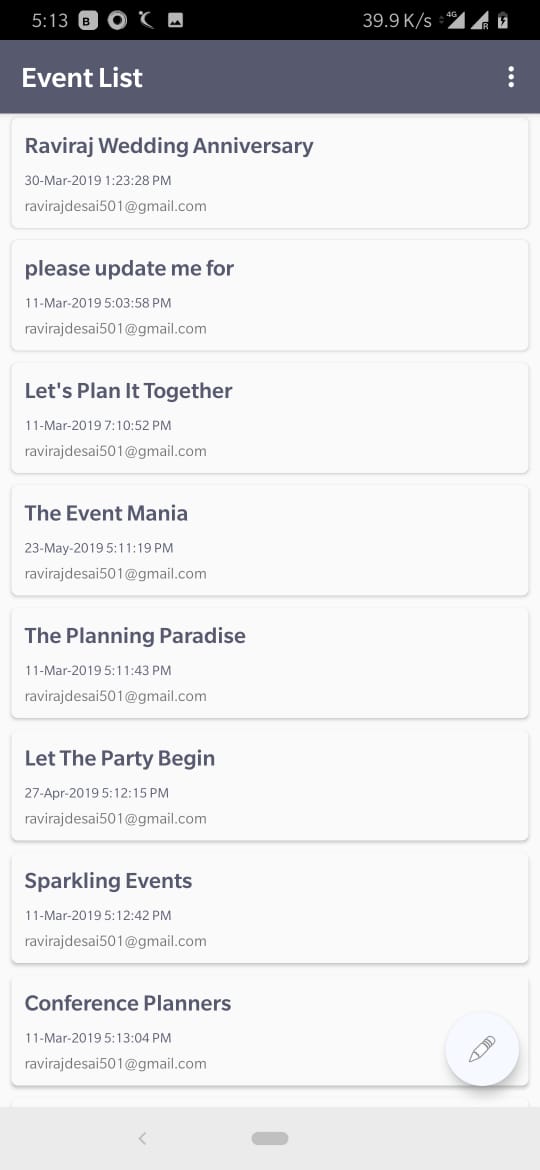 5:13 B 39.9 K/s 4G R
Event List
Raviraj Wedding Anniversary
30-Mar-2019 1:23:28 PM
ravirajdesai501@gmail.com
please update me for
11-Mar-2019 5:03:58 PM
ravirajdesai501@gmail.com
Let's Plan It Together
11-Mar-2019 7:10:52 PM
ravirajdesai501@gmail.com
The Event Mania
23-May-2019 5:11:19 PM
ravirajdesai501@gmail.com
The Planning Paradise
11-Mar-2019 5:11:43 PM
ravirajdesai501@gmail.com
Let The Party Begin
27-Apr-2019 5:12:15 PM
ravirajdesai501@gmail.com
Sparkling Events
11-Mar-2019 5:12:42 PM
ravirajdesai501@gmail.com
Conference Planners
11-Mar-2019 5:13:04 PM
ravirajdesai501@gmail.com